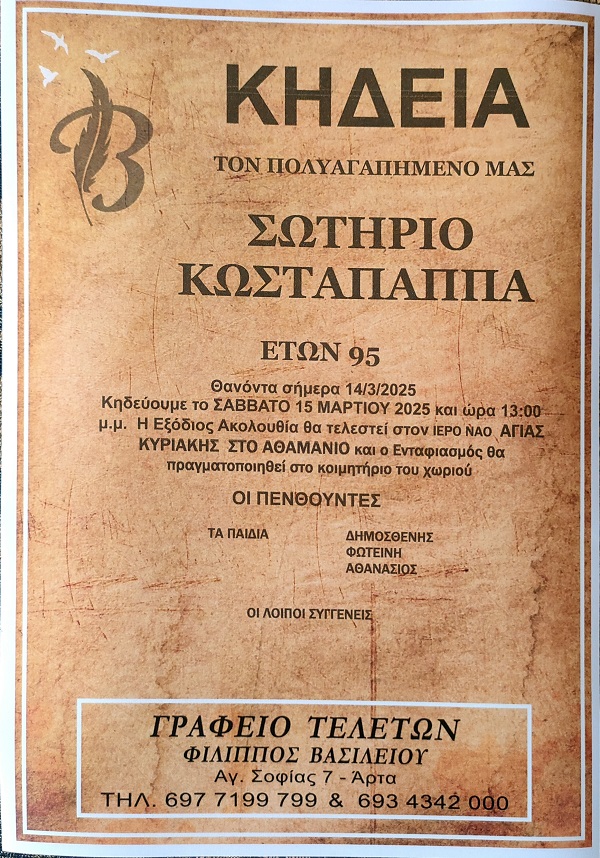 Β
ΚΗΔΕΙΑ
ΤΟΝ ΠΟΛΥΑΓΑΠΗΜΕΝΟ ΜΑΣ
ΣΩΤΗΡΙΟ
ΚΩΣΤΑΠΑΠΠΑ
ΕΤΩΝ 95
Θανόντα σήμερα 14/3/2025
Κηδεύουμε το ΣΑΒΒΑΤΟ 15 ΜΑΡΤΙΟΥ 2025 και ώρα 13:00
μ.μ. Η Εξόδιος Ακολουθία θα τελεστεί στον ΙΕΡΟ ΝΑΟ ΑΓΙΑΣ
ΚΥΡΙΑΚΗΣ ΣΤΟ ΑΘΑΜΑΝΙΟ και ο Ενταφιασμός θα
πραγματοποιηθεί στο κοιμητήριο του χωριού
ΟΙ ΠΕΝΘΟΥΝΤΕΣ
ΤΑ ΠΑΙΔΙΑ ΔΗΜΟΣΘΕΝΗΣ
ΦΩΤΕΙΝΗ
ΑΘΑΝΑΣΙΟΣ
ΟΙ ΛΟΙΠΟΙ ΣΥΓΓΕΝΕΙΣ
ΓΡΑΦΕΙΟ ΤΕΛΕΤΩΝ
ΦΙΛΙΠΠΟΣ ΒΑΣΙΛΕΙΟΥ
Αγ. Σοφίας 7 - Άρτα
ΤΗΛ. 697 7199 799 & 693 4342 000